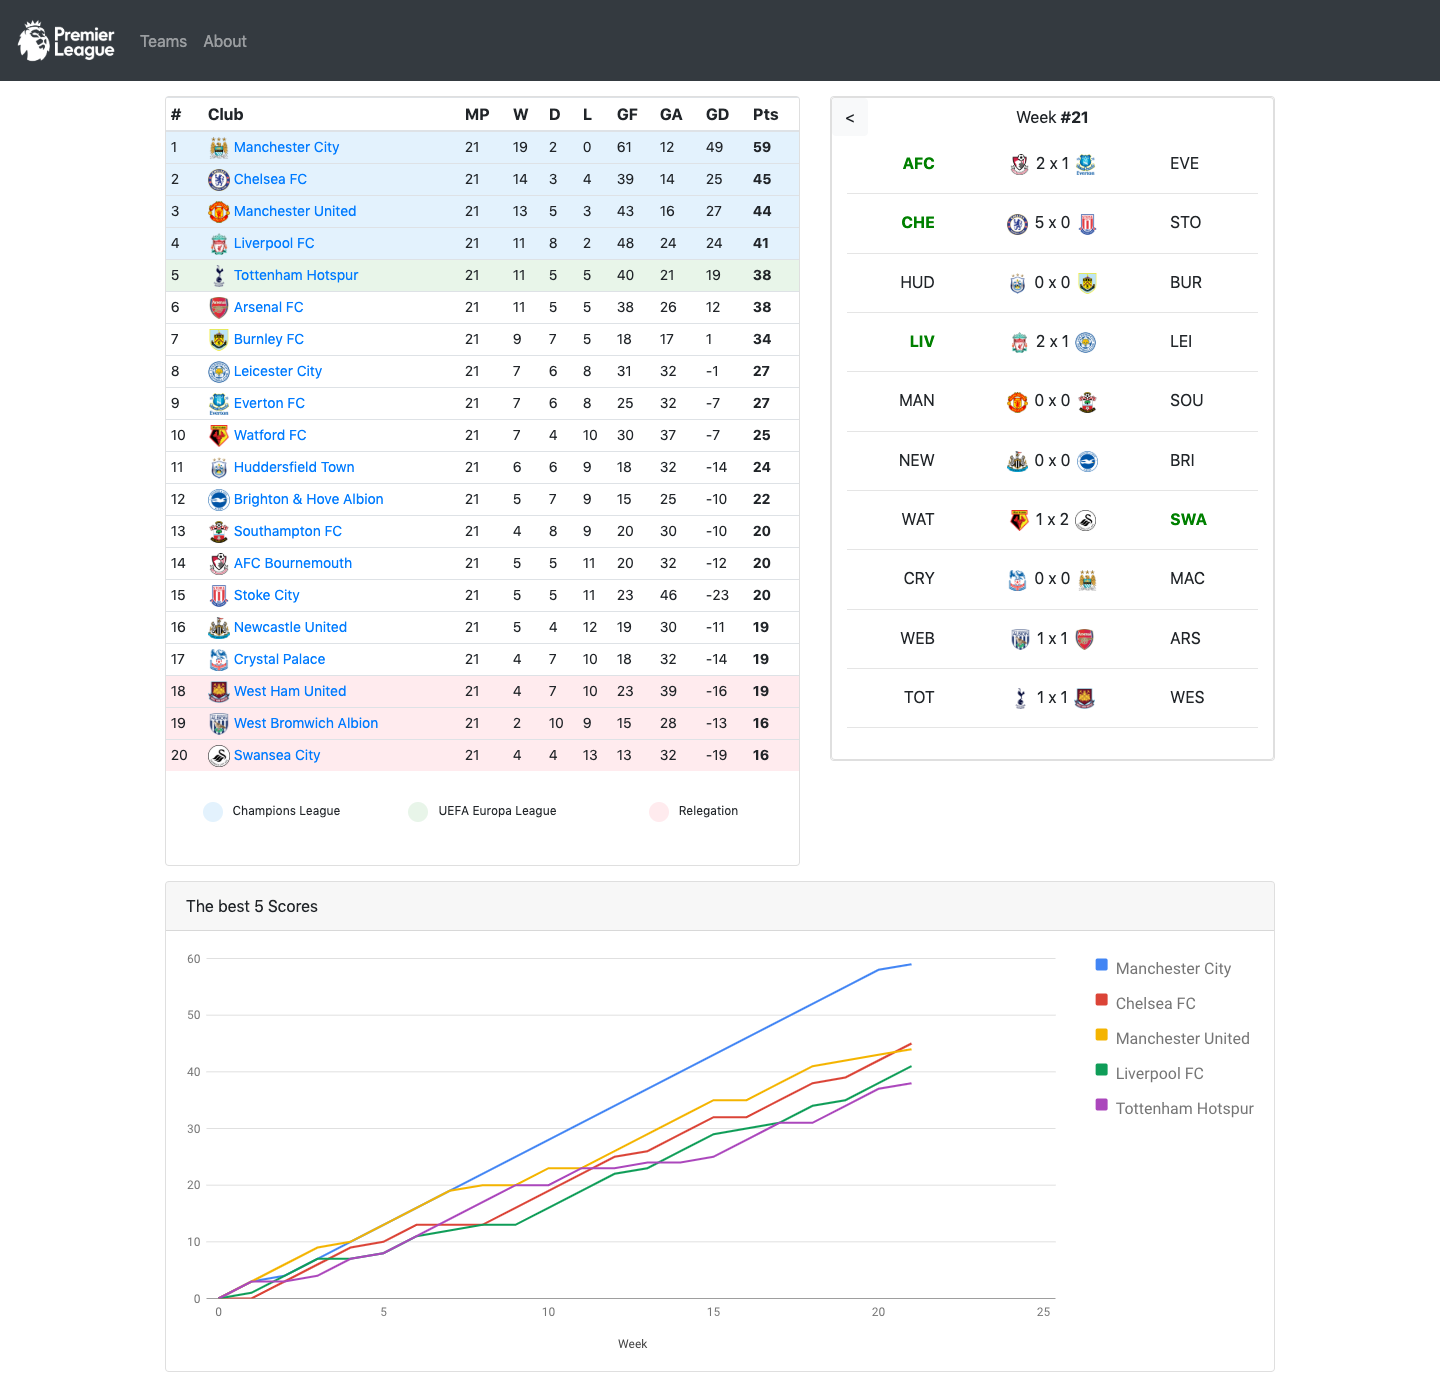 Premier
League
Teams About
# Club MP W D L GF GA GD Pts
1 Manchester City 21 19 2 0 61 12 49 59
2 Chelsea FC 21 14 3 4 39 14 25 45
3 Manchester United 21 13 5 3 43 16 27 44
4 Liverpool FC 21 11 8 2 48 24 24 41
5 Tottenham Hotspur 21 11 5 5 40 21 19 38
6 Arsenal FC 21 11 5 5 38 26 12 38
7 Burnley FC 21 9 7 5 18 17 1 34
8 Leicester City 21 7 6 8 31 32 -1 27
9 Everton FC 21 7 6 8 25 32 -7 27
10 Watford FC 21 7 4 10 30 37 -7 25
11 Huddersfield Town 21 6 6 9 18 32 -14 24
12 Brighton & Hove Albion 21 5 7 9 15 25 -10 22
13 Southampton FC 21 4 8 9 20 30 -10 20
14 AFC Bournemouth 21 5 5 11 20 32 -12 20
15 Stoke City 21 5 5 11 23 46 -23 20
16 Newcastle United 21 5 4 12 19 30 -11 19
17 Crystal Palace 21 4 7 10 18 32 -14 19
18 West Ham United 21 4 7 10 23 39 -16 19
19 West Bromwich Albion 21 2 10 9 15 28 -13 16
20 Swansea City 21 4 4 13 13 32 -19 16
Champions League UEFA Europa League Relegation
< Week #21
AFC 2 x 1 EVE
CHE 5 x 0 STO
HUD 0 x 0 BUR
LIV 2 x 1 LEI
MAN 0 x 0 SOU
NEW 0 x 0 BRI
WAT 1 x 2 SWA
CRY 0 x 0 MAC
WEB 1 x 1 ARS
TOT 1 x 1 WES
The best 5 Scores
60
50
40
30
20
10
0
0 5 10 15 20 25
Week
Manchester City
Chelsea FC
Manchester United
Liverpool FC
Tottenham Hotspur